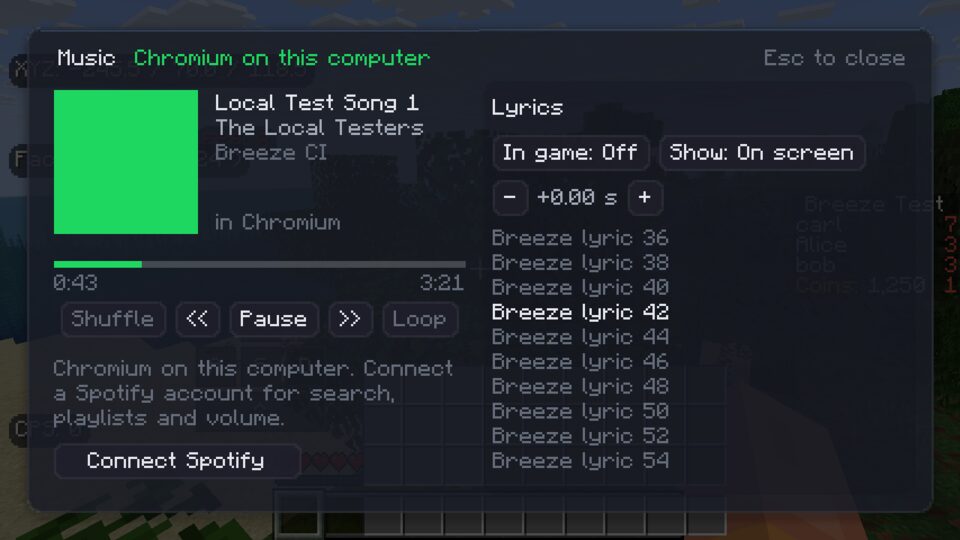 Music Chromium on this computer
Esc to close
Local Test Song 1
The Local Testers
Breeze CI
in Chromium
0:43
3:21
Shuffle
<<
Pause
>>
Loop
Chromium on this computer. Connect
a Spotify account for search,
playlists and volume.
Connect Spotify
Lyrics
In game: Off
Show: On screen
-
+0.00 s
+
Breeze lyric 36
Breeze lyric 38
Breeze lyric 40
Breeze lyric 42
Breeze lyric 44
Breeze lyric 46
Breeze lyric 48
Breeze lyric 50
Breeze lyric 52
Breeze lyric 54
Breeze Test
carl 7
Alice 3
bob 3
Coins: 1,250 1